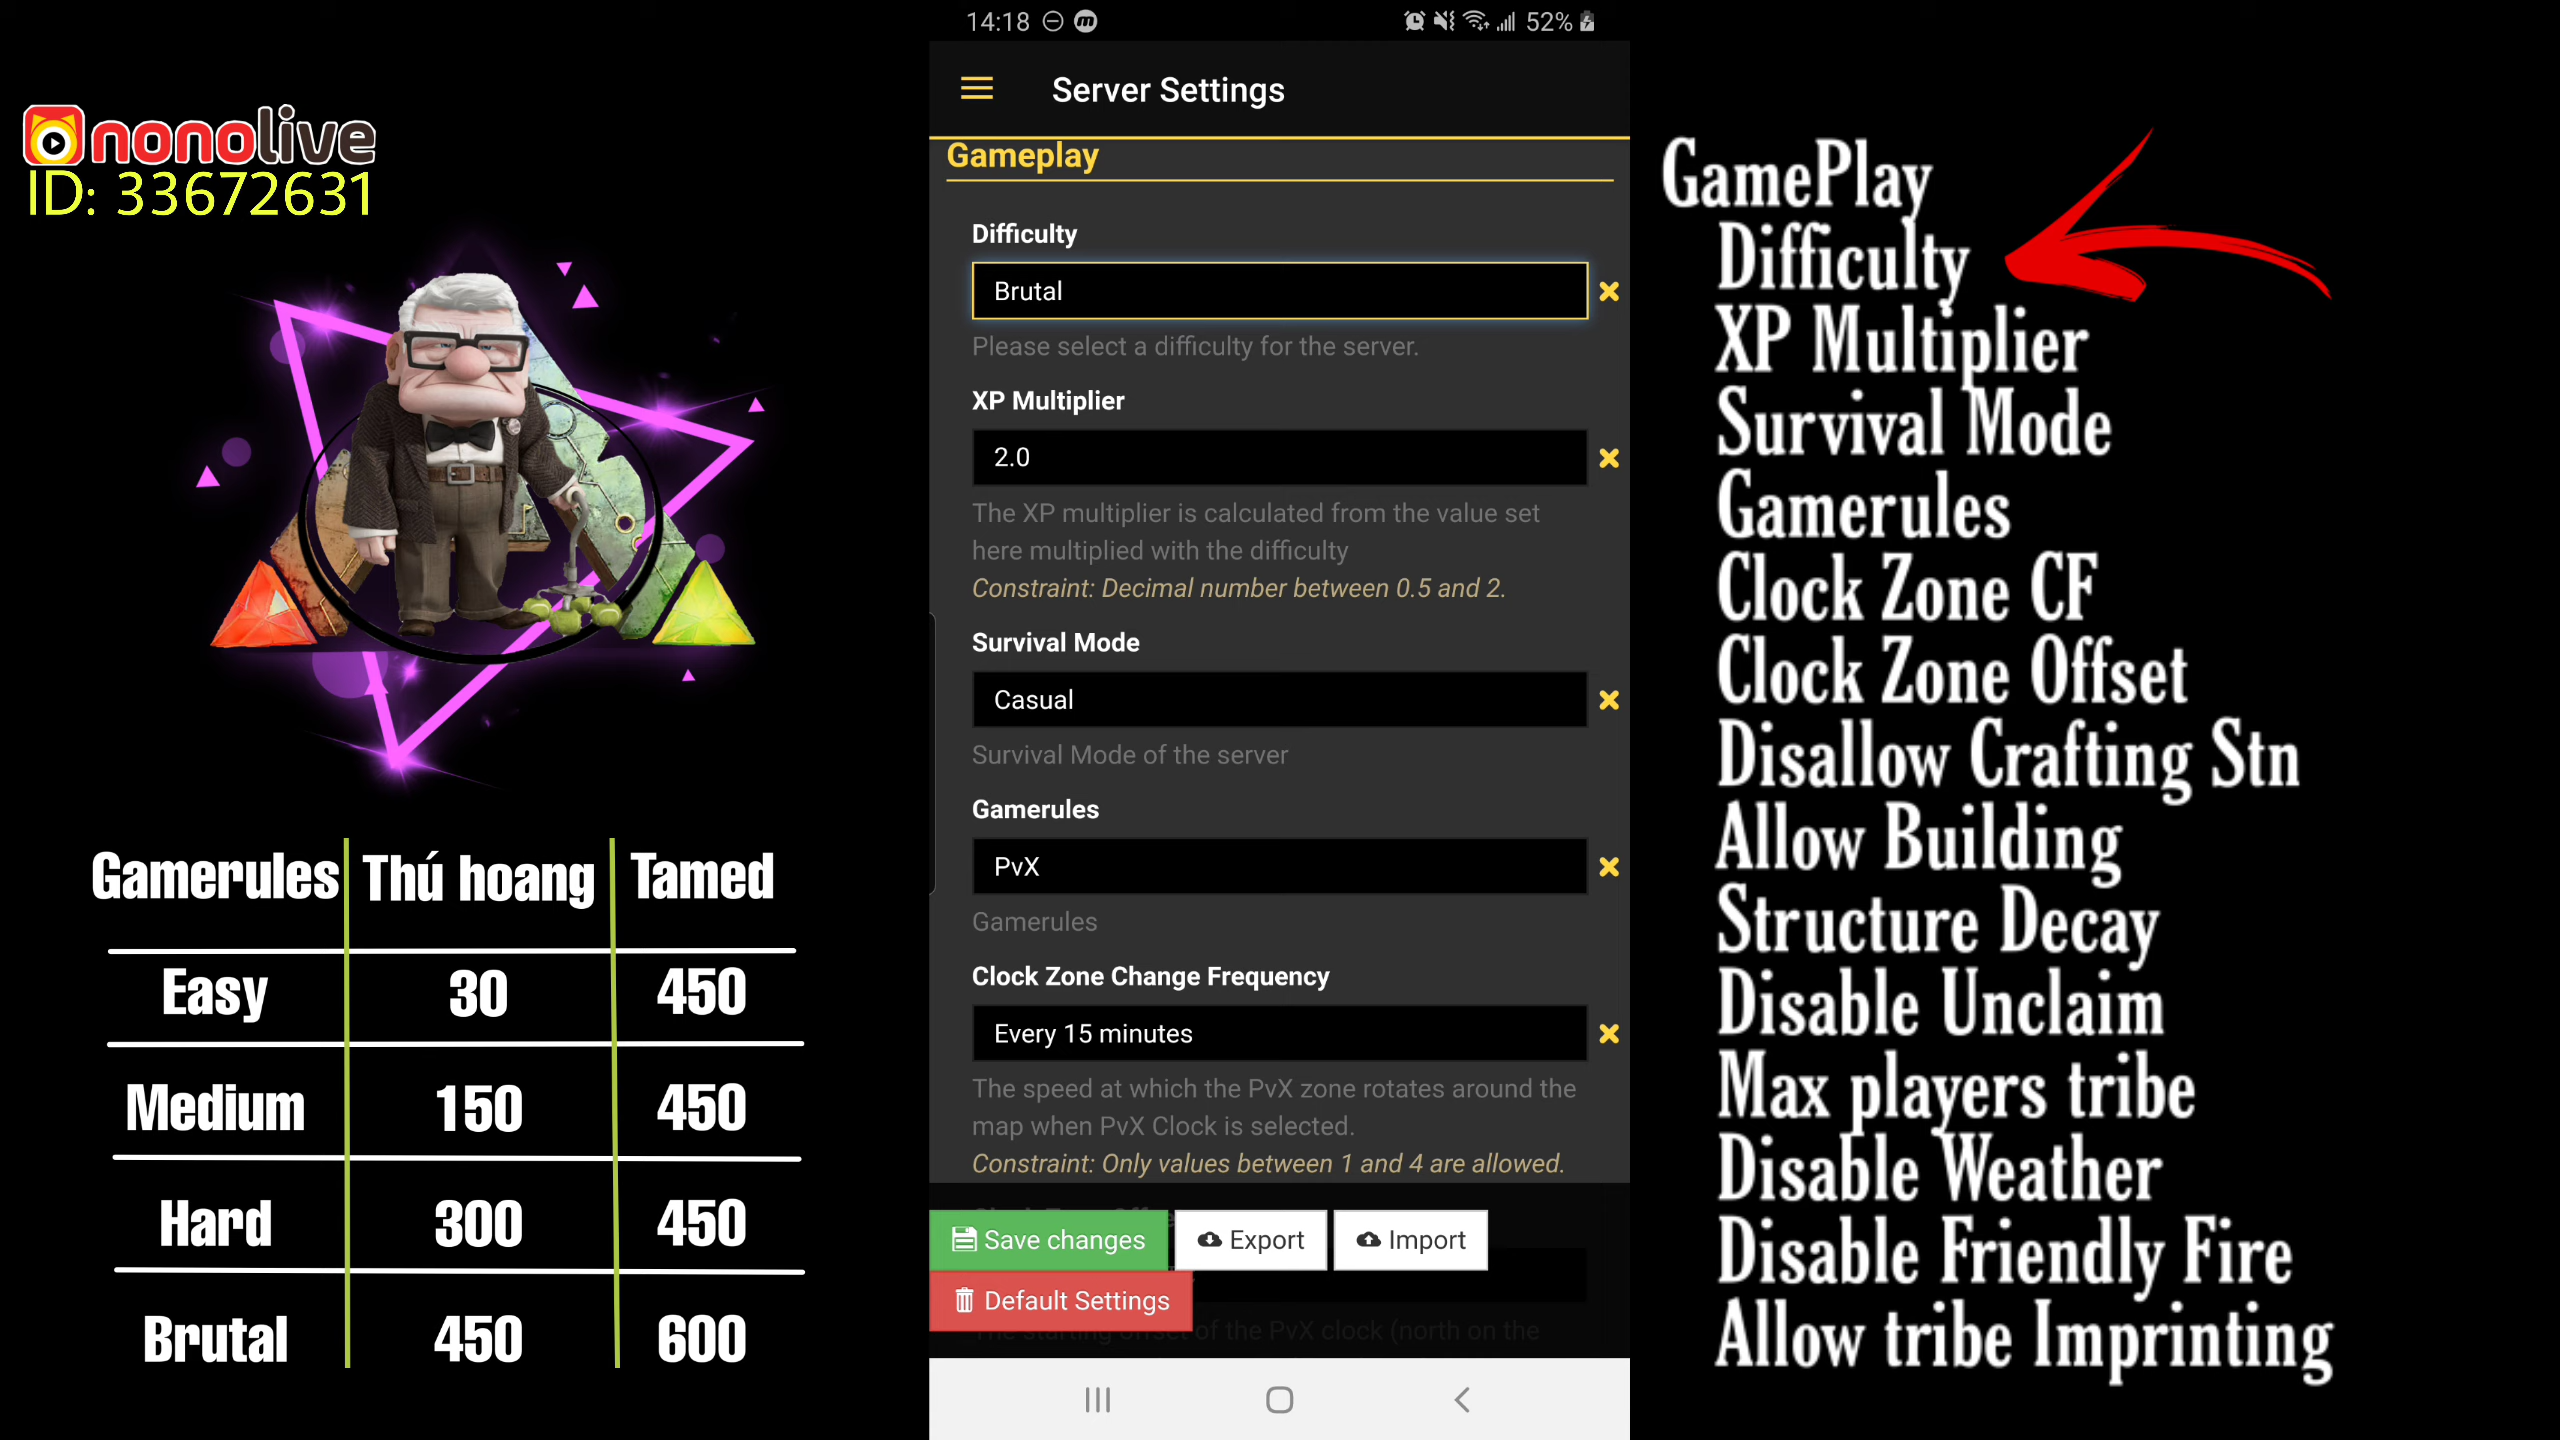 nonolive
ID: 33672631
Gamerules Thú hoang Tamed
Easy 30 450
Medium 150 450
Hard 300 450
Brutal 450 600
14:18 52%
Server Settings
Gameplay
Difficulty
Brutal
Please select a difficulty for the server.
XP Multiplier
2.0
The XP multiplier is calculated from the value set
here multiplied with the difficulty
Constraint: Decimal number between 0.5 and 2.
Survival Mode
Casual
Survival Mode of the server
Gamerules
PvX
Gamerules
Clock Zone Change Frequency
Every 15 minutes
The speed at which the PvX zone rotates around the
map when PvX Clock is selected.
Constraint: Only values between 1 and 4 are allowed.
Save changes Export Import
Default Settings
of the PvX clock (north on the
GamePlay
Difficulty
XP Multiplier
Survival Mode
Gamerules
Clock Zone CF
Clock Zone Offset
Disallow Crafting Stn
Allow Building
Structure Decay
Disable Unclaim
Max players tribe
Disable Weather
Disable Friendly Fire
Allow tribe Imprinting